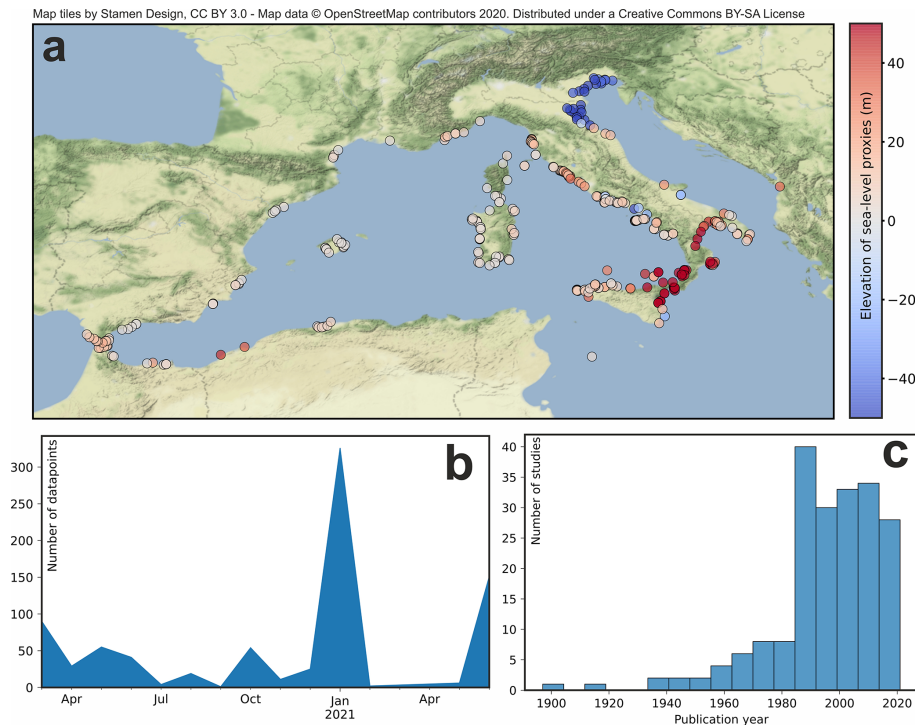 Map tiles by Stamen Design, CC BY 3.0 - Map data © OpenStreetMap contributors 2020. Distributed under a Creative Commons BY-SA License
a
40
20
0
−20
−40
Elevation of sea-level proxies (m)
b
Number of datapoints
300
250
200
150
100
50
0
Apr
Jul
Oct
Jan
2021
Apr
c
Number of studies
40
35
30
25
20
15
10
5
0
1900
1920
1940
1960
1980
2000
2020
Publication year